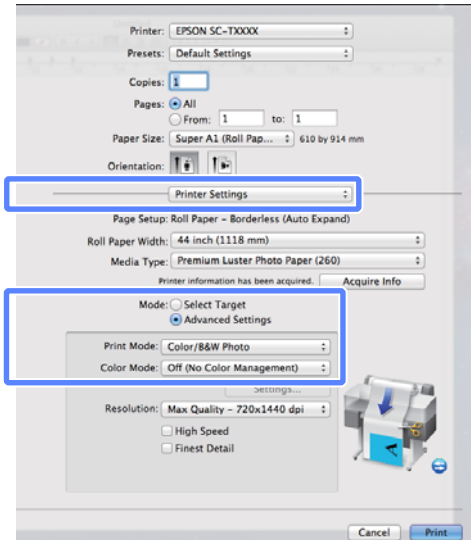 Printer: EPSON SC-TXXXX
Presets: Default Settings
Copies: 1
Pages: All
From: 1 to: 1
Paper Size: Super A1 (Roll Pap... 610 by 914 mm
Orientation:
Printer Settings
Page Setup: Roll Paper - Borderless (Auto Expand)
Roll Paper Width: 44 inch (1118 mm)
Media Type: Premium Luster Photo Paper (260)
Printer information has been acquired. Acquire Info
Mode: Select Target
Advanced Settings
Print Mode: Color/B&W Photo
Color Mode: Off (No Color Management)
Settings...
Resolution: Max Quality - 720x1440 dpi
High Speed
Finest Detail
A
Cancel Print